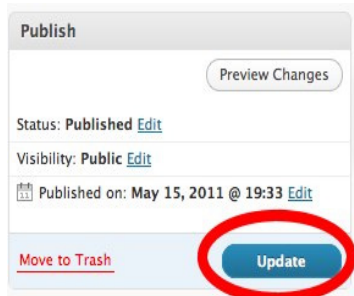 Publish
Preview Changes
Status: Published Edit
Visibility: Public Edit
11 Published on: May 15, 2011 @ 19:33 Edit
Move to Trash Update